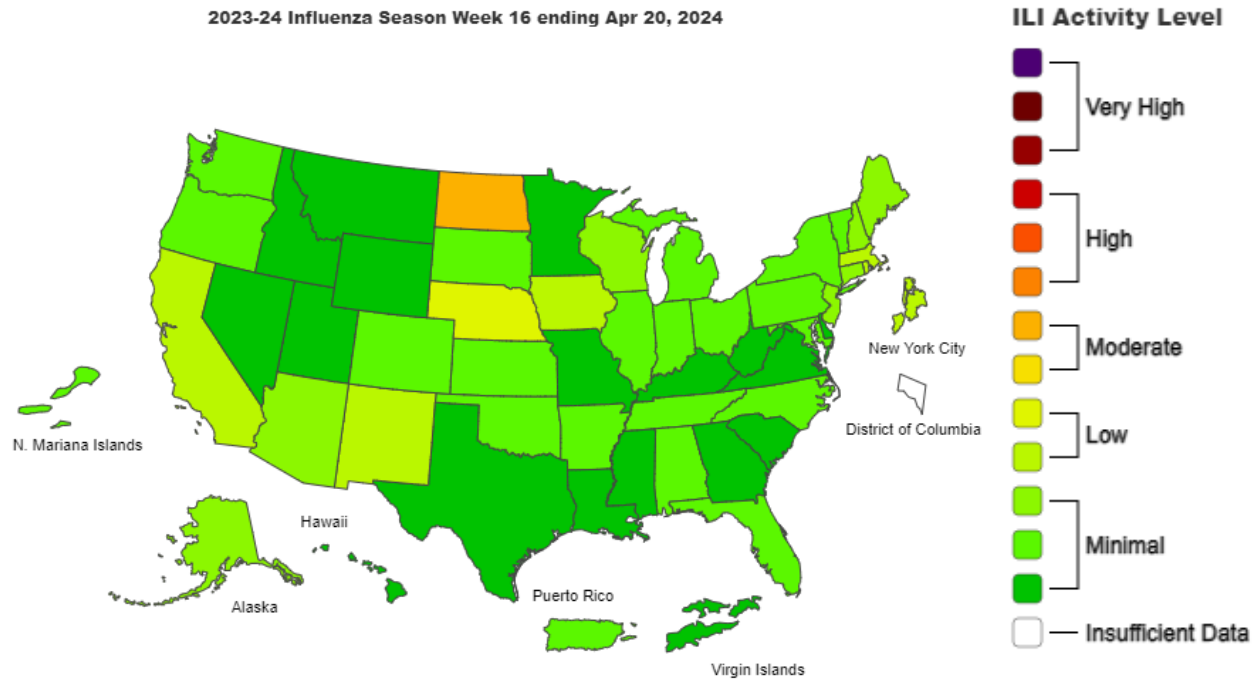 2023-24 Influenza Season Week 16 ending Apr 20, 2024
ILI Activity Level
Very High
High
Moderate
Low
Minimal
Insufficient Data
New York City
District of Columbia
N. Mariana Islands
Hawaii
Alaska
Puerto Rico
Virgin Islands